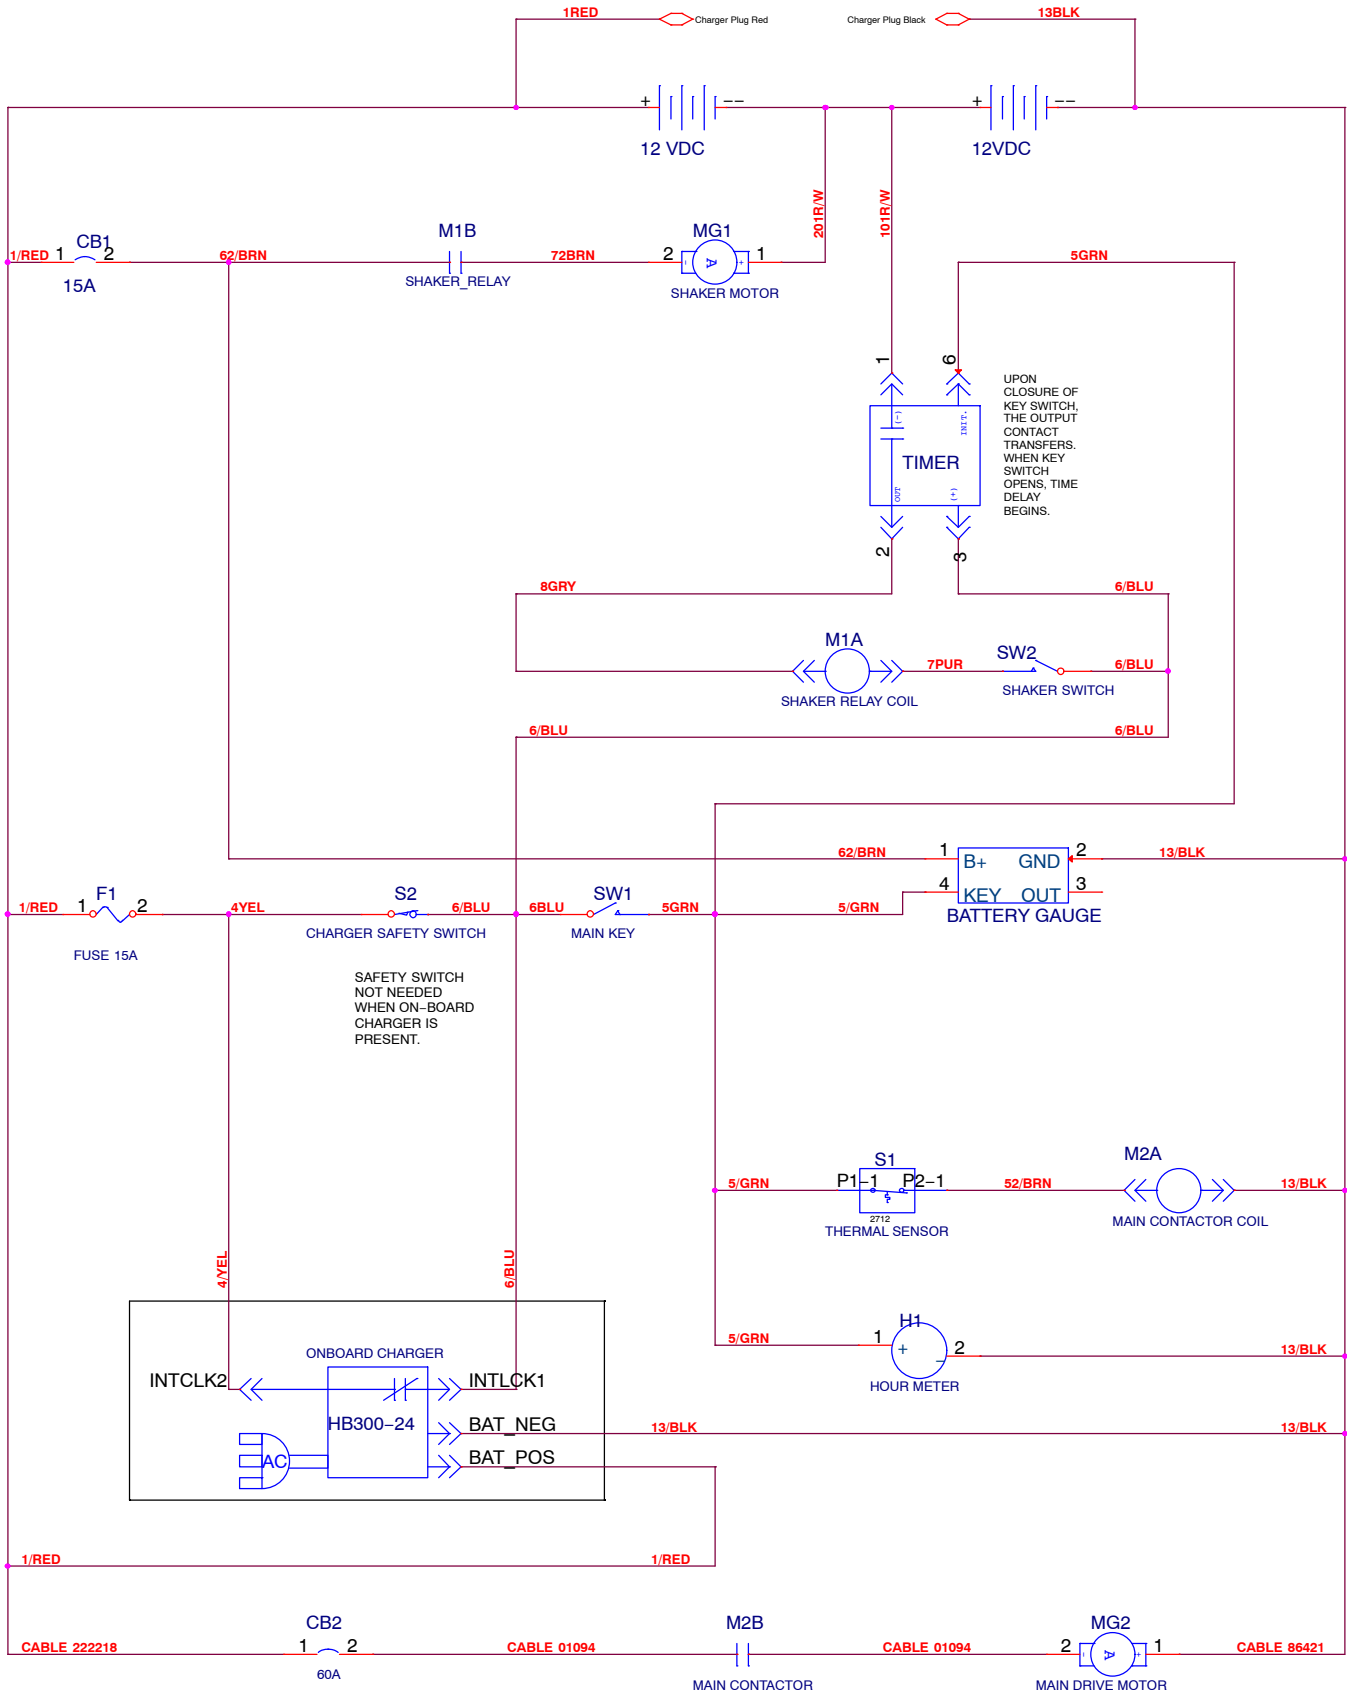 1RED
Charger Plug Red
Charger Plug Black
13BLK
+ --
+ --
12 VDC
12VDC
201R/W
101R/W
1/RED 1 CB1 2
15A
62/BRN
M1B
SHAKER_RELAY
72BRN
MG1
2 - A + 1
SHAKER MOTOR
5GRN
1
6
(-)
INIT.
TIMER
OUT
(+)
2
3
UPON
CLOSURE OF
KEY SWITCH,
THE OUTPUT
CONTACT
TRANSFERS.
WHEN KEY
SWITCH
OPENS, TIME
DELAY
BEGINS.
8GRY
6/BLU
M1A
SHAKER RELAY COIL
7PUR
SW2
SHAKER SWITCH
6/BLU
6/BLU
6/BLU
62/BRN
1 B+ GND 2
13/BLK
4 KEY OUT 3
BATTERY GAUGE
5/GRN
1/RED
F1
1 2
FUSE 15A
4YEL
S2
CHARGER SAFETY SWITCH
6/BLU
6BLU
SW1
MAIN KEY
5GRN
SAFETY SWITCH
NOT NEEDED
WHEN ON-BOARD
CHARGER IS
PRESENT.
5/GRN
S1
P1-1 P2-1
2712
THERMAL SENSOR
52/BRN
M2A
MAIN CONTACTOR COIL
13/BLK
4/YEL
6/BLU
5/GRN
H1
1 + - 2
HOUR METER
13/BLK
ONBOARD CHARGER
INTCLK2
INTLCK1
HB300-24
BAT_NEG
13/BLK
13/BLK
AC
BAT_POS
1/RED
1/RED
CABLE 222218
CB2
1 2
60A
CABLE 01094
M2B
MAIN CONTACTOR
CABLE 01094
MG2
2 - A + 1
MAIN DRIVE MOTOR
CABLE 86421